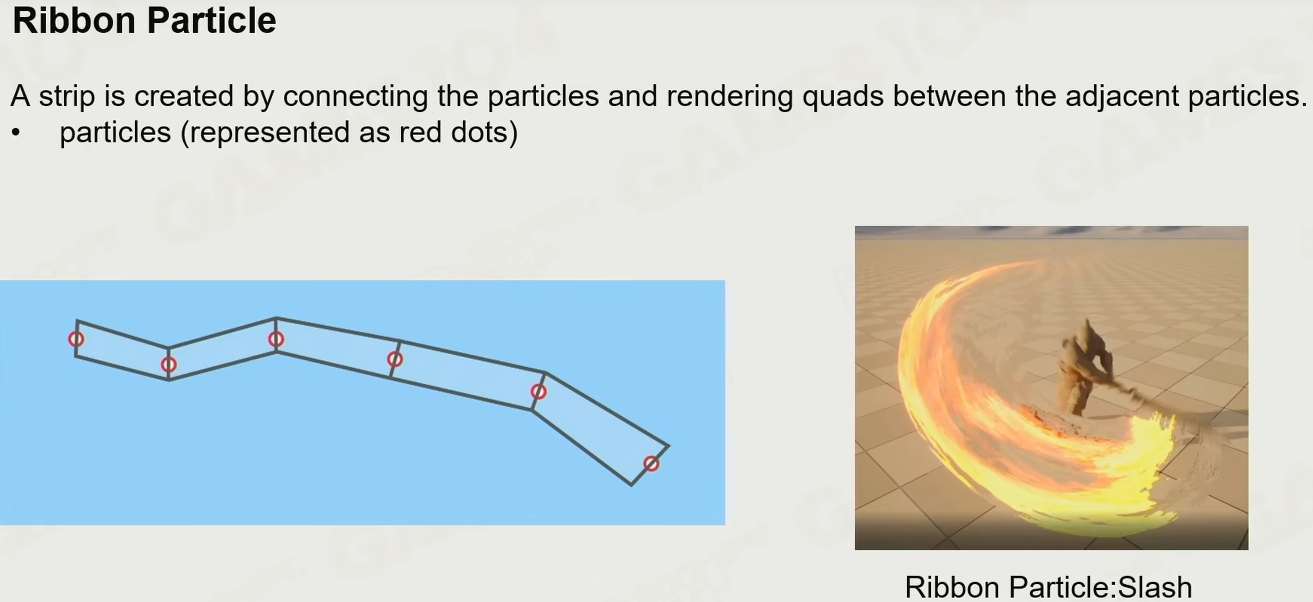 Ribbon Particle
A strip is created by connecting the particles and rendering quads between the adjacent particles.
• particles (represented as red dots)
Ribbon Particle:Slash